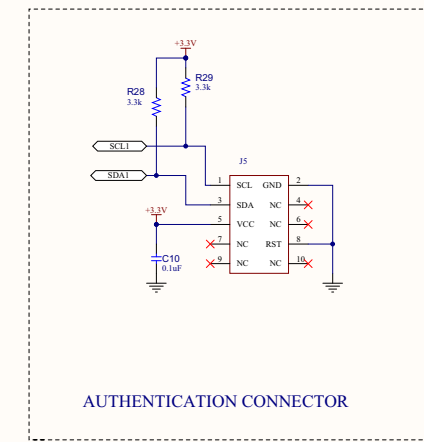 +3.3V
R28
3.3k
R29
3.3k
SCL1
SDA1
J5
1 SCL GND 2
3 SDA NC 4
+3.3V
5 VCC NC 6
7 NC RST 8
9 NC NC 10
C10
0.1uF
AUTHENTICATION CONNECTOR